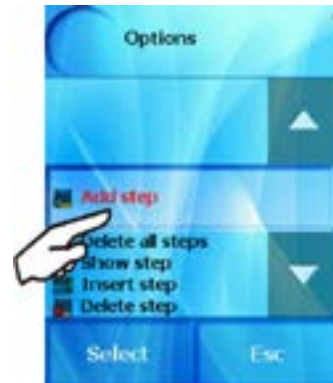 Options
Add step
Delete all steps
Show step
Insert step
Delete step
Select Esc